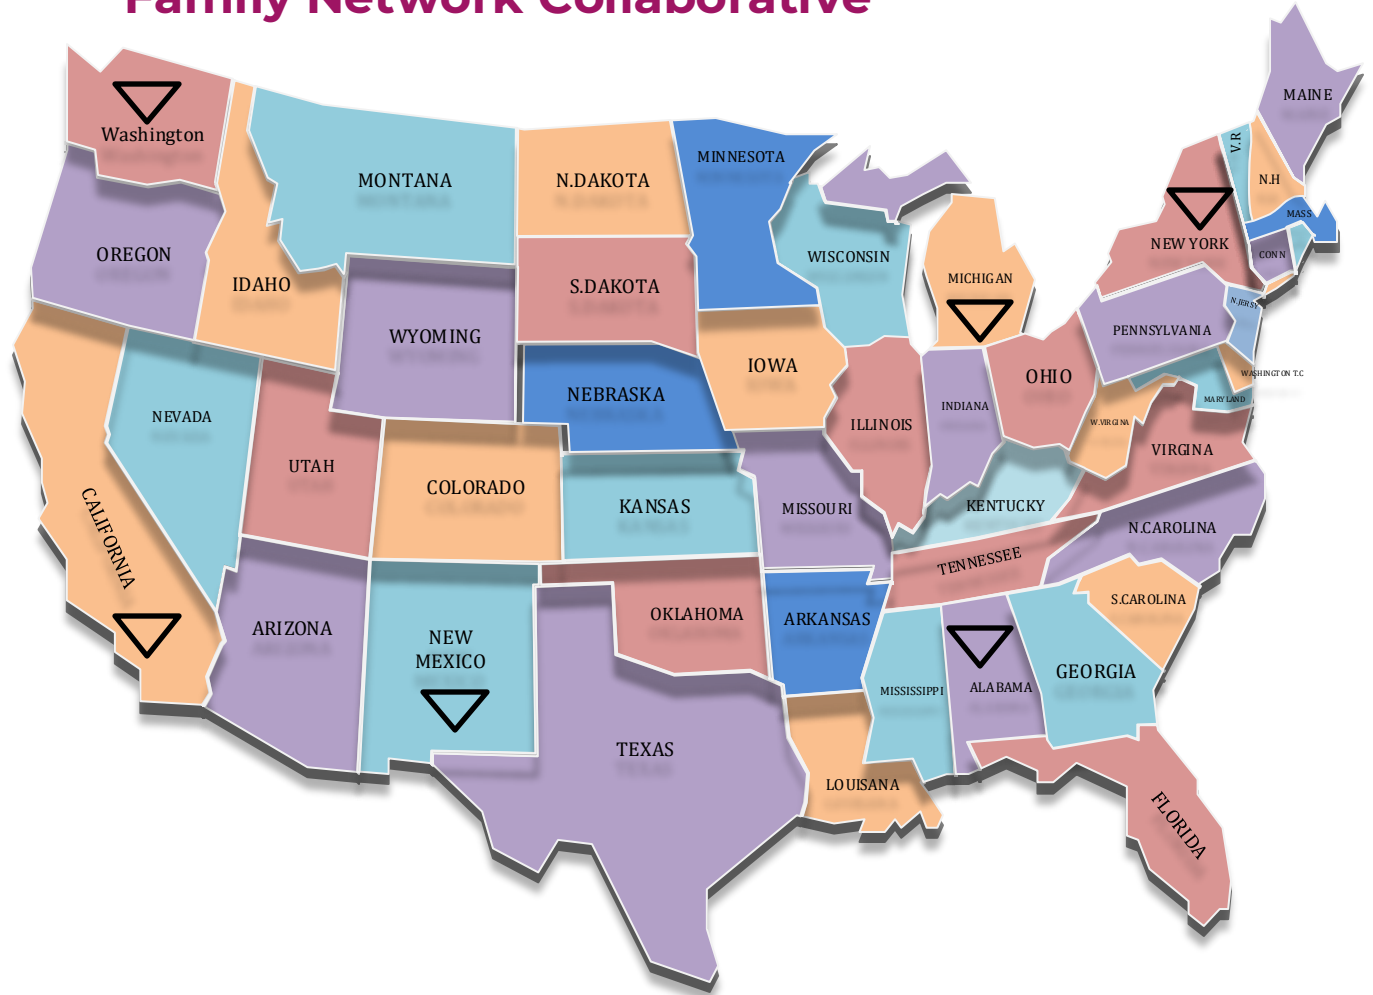 Family Network Collaborative
MAINE
Washington
V.R
MINNESOTA
MONTANA
N.DAKOTA
N.H
MASS
NEW YORK
OREGON
CONN
WISCONSIN
IDAHO
S.DAKOTA
MICHIGAN
N.JERSY
WYOMING
PENNSYLVANIA
IOWA
OHIO
WASHINGTON T.C
NEBRASKA
MARYLAND
INDIANA
NEVADA
ILLINOIS
W.VIRGINA
VIRGINA
UTAH
COLORADO
KANSAS
MISSOURI
KENTUCKY
N.CAROLINA
CALIFORNIA
TENNESSEE
S.CAROLINA
OKLAHOMA
ARKANSAS
ARIZONA
NEW
MEXICO
GEORGIA
MISSISSIPPI
ALABAMA
TEXAS
LOUISANA
FLORIDA